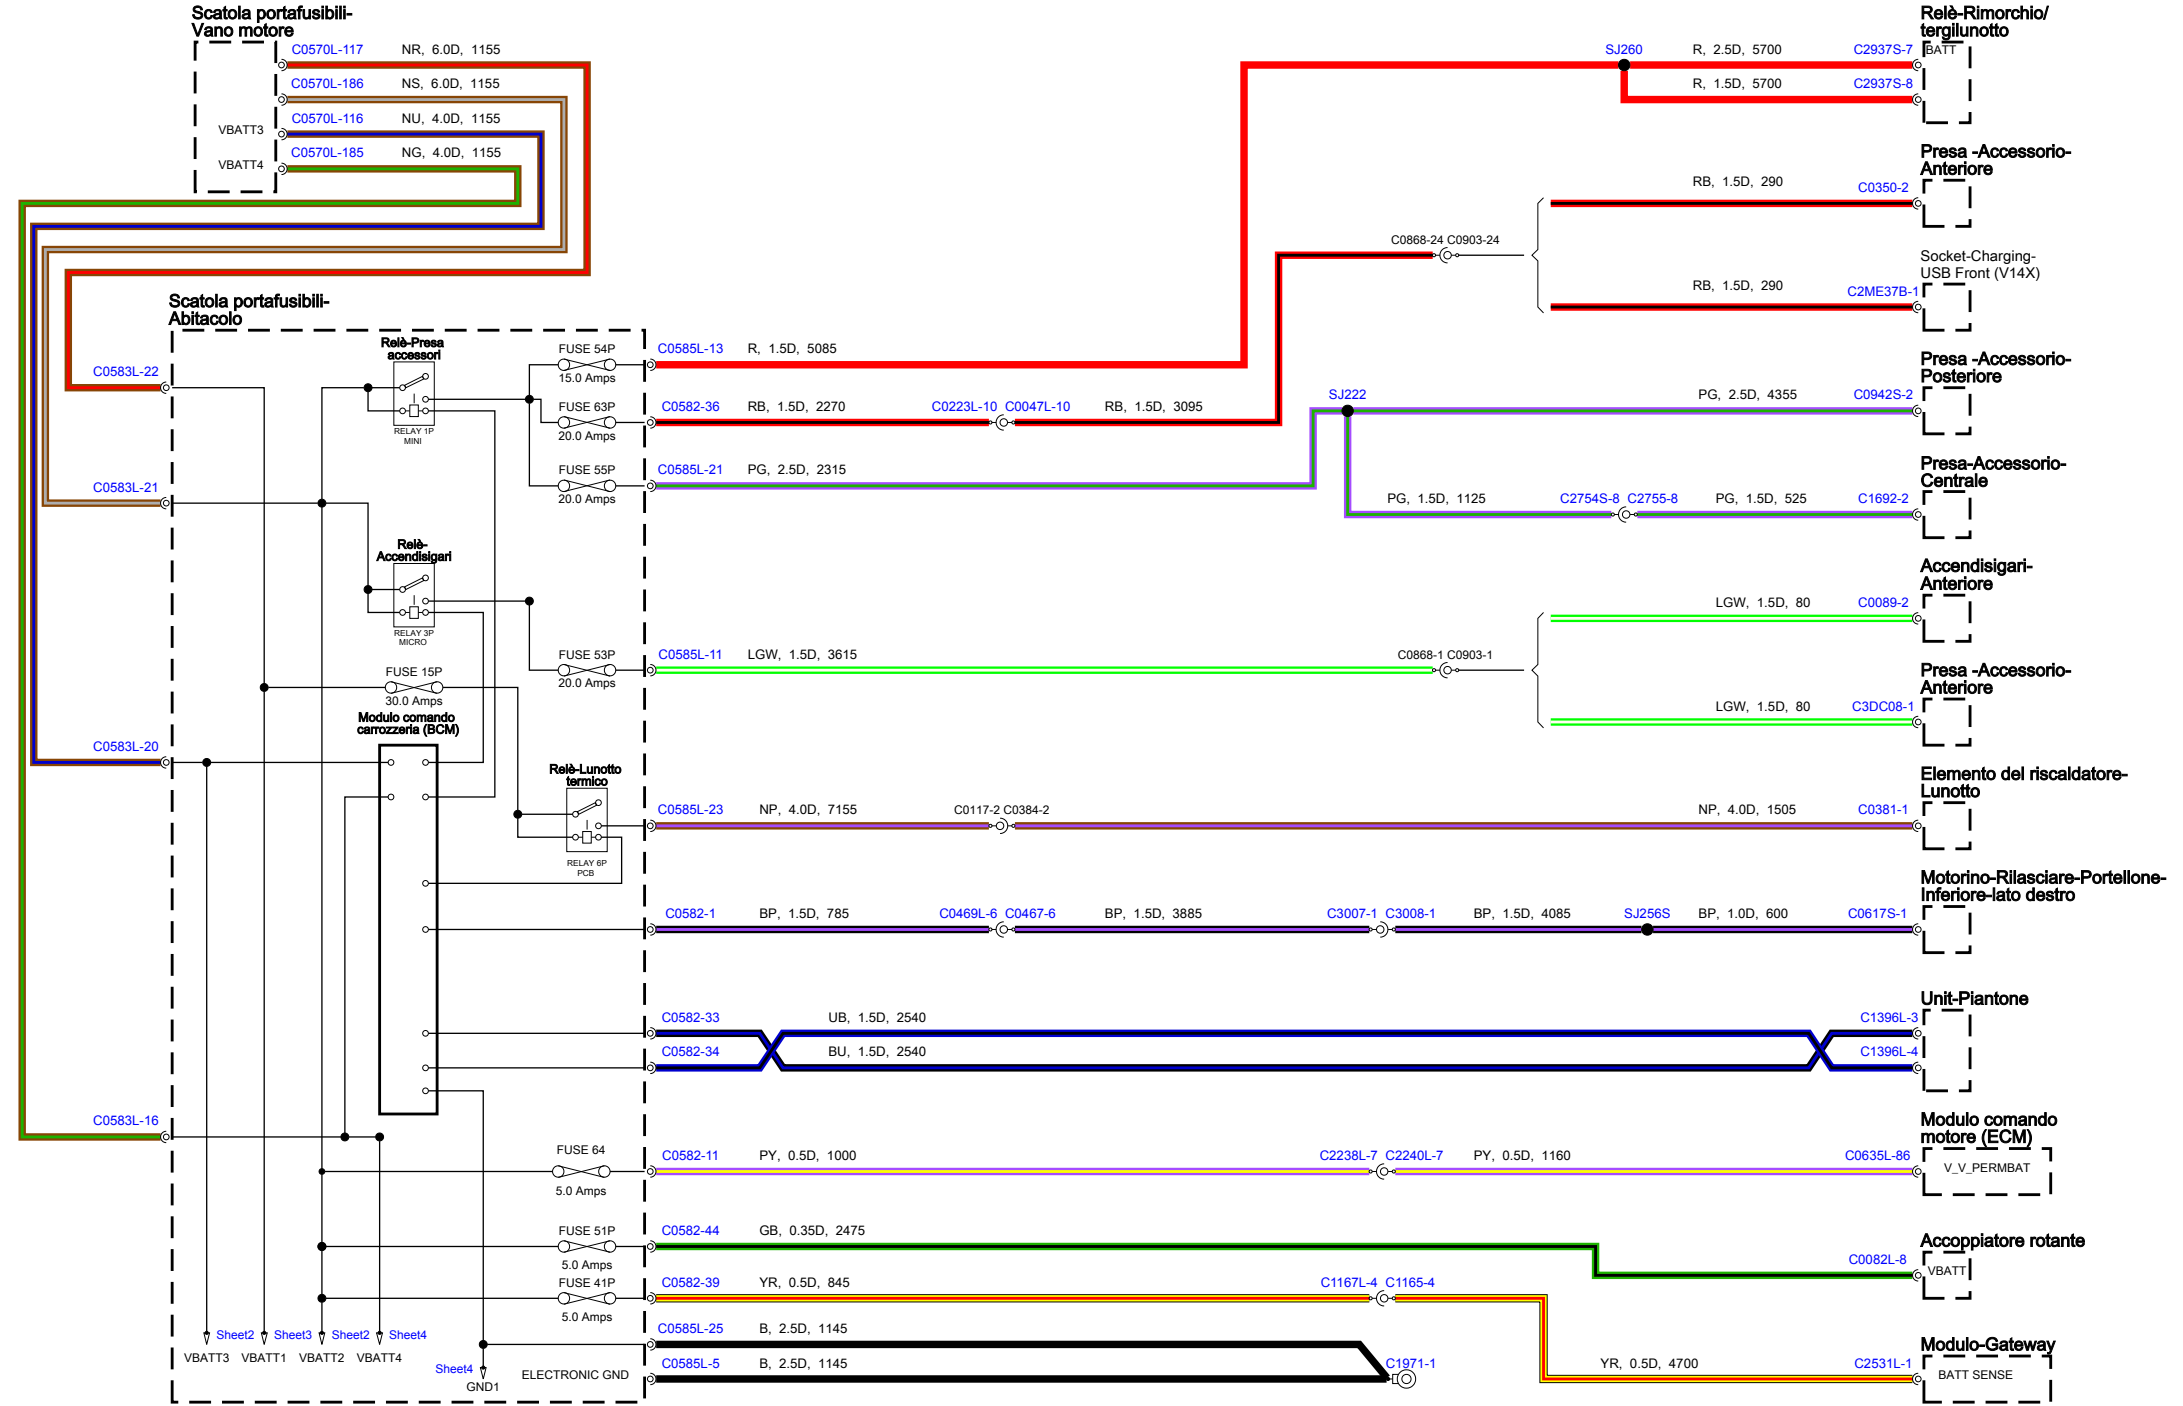 Scatola portafusibili-
Vano motore
C0570L-117 NR, 6.0D, 1155
C0570L-186 NS, 6.0D, 1155
VBATT3
C0570L-116 NU, 4.0D, 1155
VBATT4
C0570L-185 NG, 4.0D, 1155
Relè-Rimorchio/
tergilunotto
SJ260 R, 2.5D, 5700 C2937S-7 BATT
R, 1.5D, 5700 C2937S-8
Presa -Accessorio-
Anteriore
RB, 1.5D, 290 C0350-2
C0868-24 C0903-24
Socket-Charging-
USB Front (V14X)
RB, 1.5D, 290 C2ME37B-1
Scatola portafusibili-
Abitacolo
C0583L-22
Relè-Presa
accessori
RELAY 1P
MINI
FUSE 54P
15.0 Amps
C0585L-13 R, 1.5D, 5085
FUSE 63P
20.0 Amps
C0582-36 RB, 1.5D, 2270 C0223L-10 C0047L-10 RB, 1.5D, 3095
Presa -Accessorio-
Posteriore
SJ222 PG, 2.5D, 4355 C0942S-2
FUSE 55P
20.0 Amps
C0585L-21 PG, 2.5D, 2315
Presa-Accessorio-
Centrale
PG, 1.5D, 1125 C2754S-8 C2755-8 PG, 1.5D, 525 C1692-2
C0583L-21
Relè-
Accendisigari
RELAY 3P
MICRO
Accendisigari-
Anteriore
LGW, 1.5D, 80 C0089-2
FUSE 53P
20.0 Amps
C0585L-11 LGW, 1.5D, 3615 C0868-1 C0903-1
Presa -Accessorio-
Anteriore
LGW, 1.5D, 80 C3DC08-1
FUSE 15P
30.0 Amps
Modulo comando
carrozzeria (BCM)
C0583L-20
Relè-Lunotto
termico
RELAY 6P
PCB
Elemento del riscaldatore-
Lunotto
C0585L-23 NP, 4.0D, 7155 C0117-2 C0384-2 NP, 4.0D, 1505 C0381-1
Motorino-Rilasciare-Portellone-
Inferiore-lato destro
C0582-1 BP, 1.5D, 785 C0469L-6 C0467-6 BP, 1.5D, 3885 C3007-1 C3008-1 BP, 1.5D, 4085 SJ256S BP, 1.0D, 600 C0617S-1
Unit-Piantone
C0582-33 UB, 1.5D, 2540 C1396L-3
C0582-34 BU, 1.5D, 2540 C1396L-4
C0583L-16
Modulo comando
motore (ECM)
FUSE 64
5.0 Amps
C0582-11 PY, 0.5D, 1000 C2238L-7 C2240L-7 PY, 0.5D, 1160 C0635L-86 V_V_PERMBAT
FUSE 51P
5.0 Amps
C0582-44 GB, 0.35D, 2475
Accoppiatore rotante
C0082L-8 VBATT
FUSE 41P
5.0 Amps
C0582-39 YR, 0.5D, 845 C1167L-4 C1165-4
Sheet2 Sheet3 Sheet2 Sheet4
VBATT3 VBATT1 VBATT2 VBATT4
C0585L-25 B, 2.5D, 1145
Sheet4
GND1
ELECTRONIC GND
C0585L-5 B, 2.5D, 1145 C1971-1
Modulo-Gateway
YR, 0.5D, 4700 C2531L-1 BATT SENSE